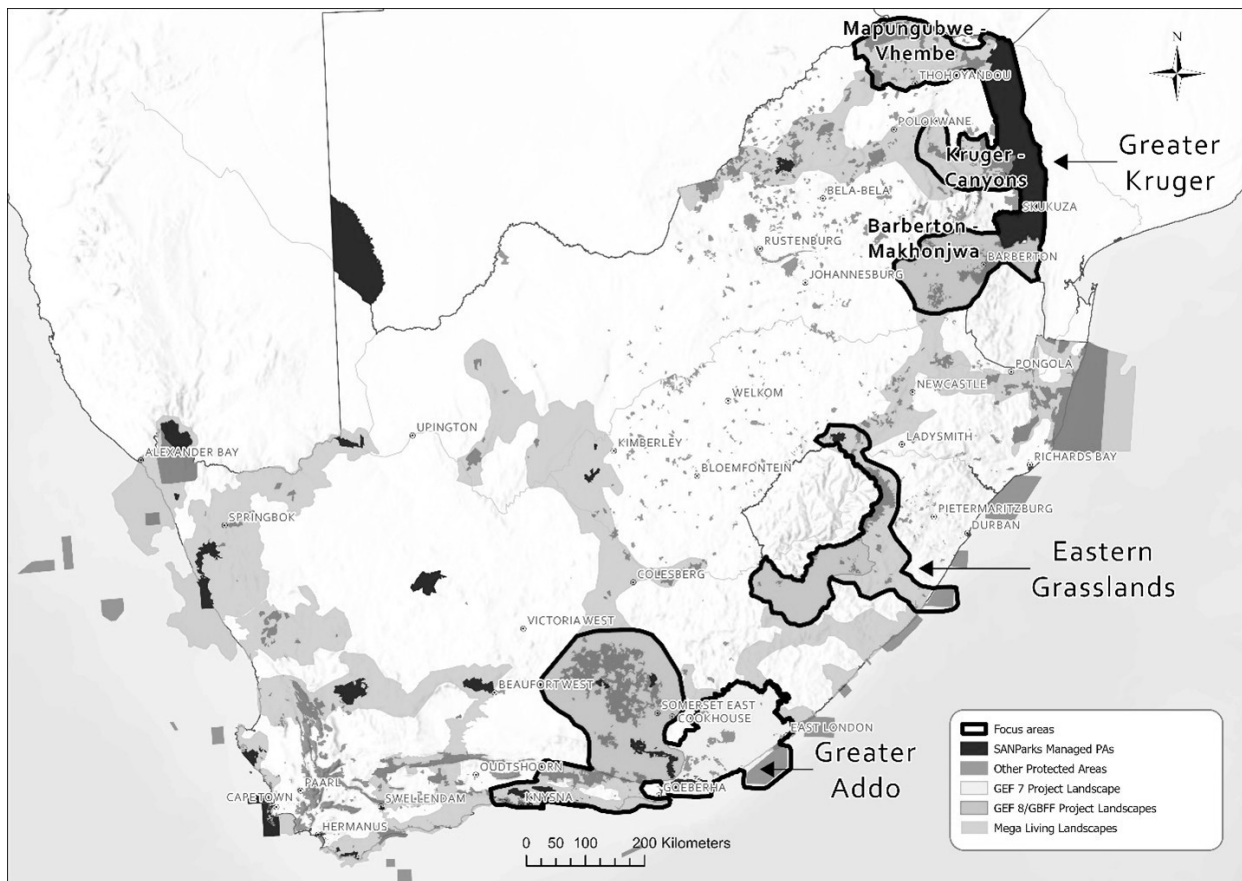 Mapungubwe -
Vhembe
N
THOHOYANDOU
POLOKWANE
Kruger -
Canyons
Greater
Kruger
BELA-BELA
SKUKUZA
Barberton -
Makhonjwa
RUSTENBURG
BARBERTON
JOHANNESBURG
PONGOLA
NEWCASTLE
WELKOM
UPINGTON
KIMBERLEY
LADYSMITH
ALEXANDER BAY
BLOEMFONTEIN
RICHARDS BAY
SPRINGBOK
PIETERMARITZBURG
DURBAN
Eastern
Grasslands
COLESBERG
VICTORIA WEST
BEAUFORT WEST
SOMERSET EAST
COOKHOUSE
EAST LONDON
Greater
Addo
OUDTSHOORN
GQEBERHA
PAARL
KNYSNA
CAPE TOWN
SWELLENDAM
HERMANUS
0 50 100 200 Kilometers
Focus areas
SANParks Managed PAs
Other Protected Areas
GEF 7 Project Landscape
GEF 8/GBFF Project Landscapes
Mega Living Landscapes